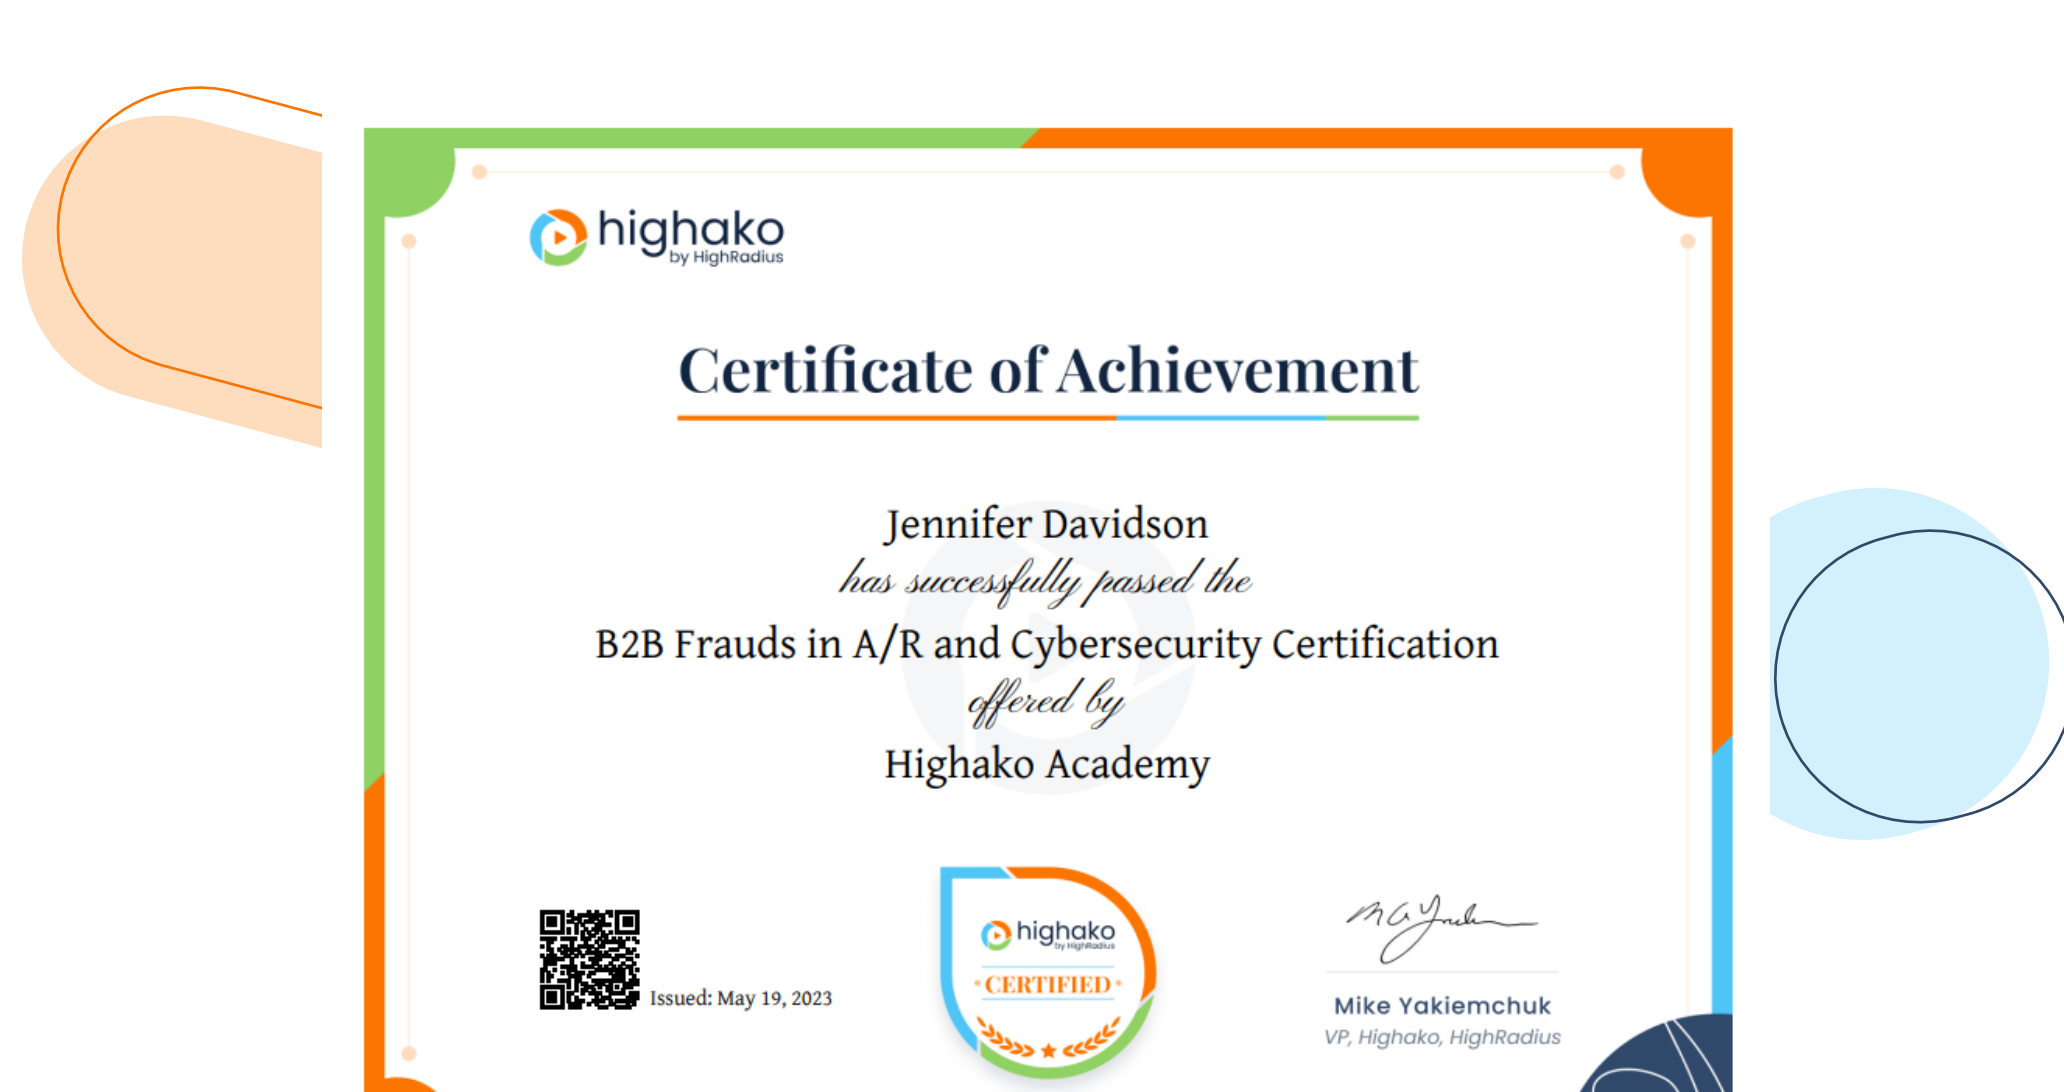 highako
by HighRadius
Certificate of Achievement
Jennifer Davidson
has successfully passed the
B2B Frauds in A/R and Cybersecurity Certification
offered by
Highako Academy
Issued: May 19, 2023
highako
by HighRadius
CERTIFIED
Mike Yakiemchuk
VP, Highako, HighRadius